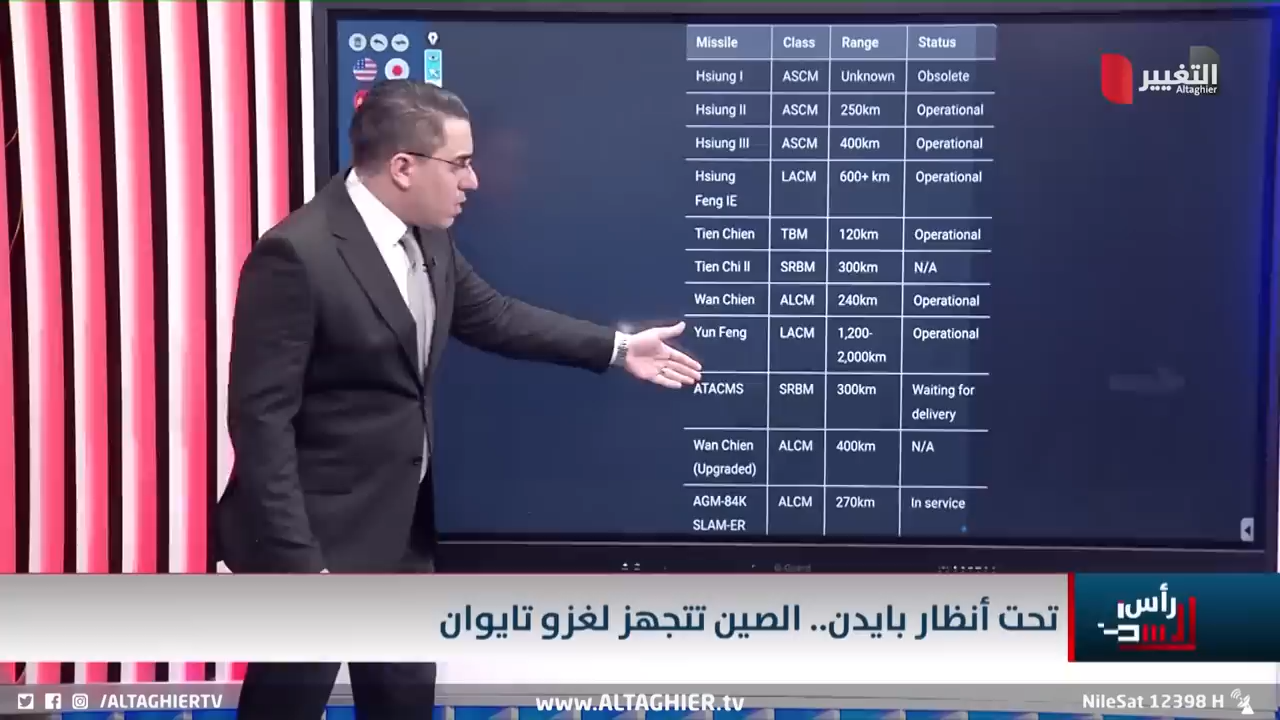 Missile Class Range Status
Hsiung I ASCM Unknown Obsolete
Hsiung II ASCM 250km Operational
Hsiung III ASCM 400km Operational
Hsiung LACM 600+ km Operational
Feng IE
Tien Chien TBM 120km Operational
Tien Chi II SRBM 300km N/A
Wan Chien ALCM 240km Operational
Yun Feng LACM 1,200- Operational
2,000km
ATACMS SRBM 300km Waiting for
delivery
Wan Chien ALCM 400km N/A
(Upgraded)
AGM-84K ALCM 270km In service
SLAM-ER
التغيير
Altaghier
تحت أنظار بايدن.. الصين تتجهز لغزو تايوان
رأس
السطر
/ALTAGHIERTV
www.ALTAGHIER.tv
NileSat 12398 H